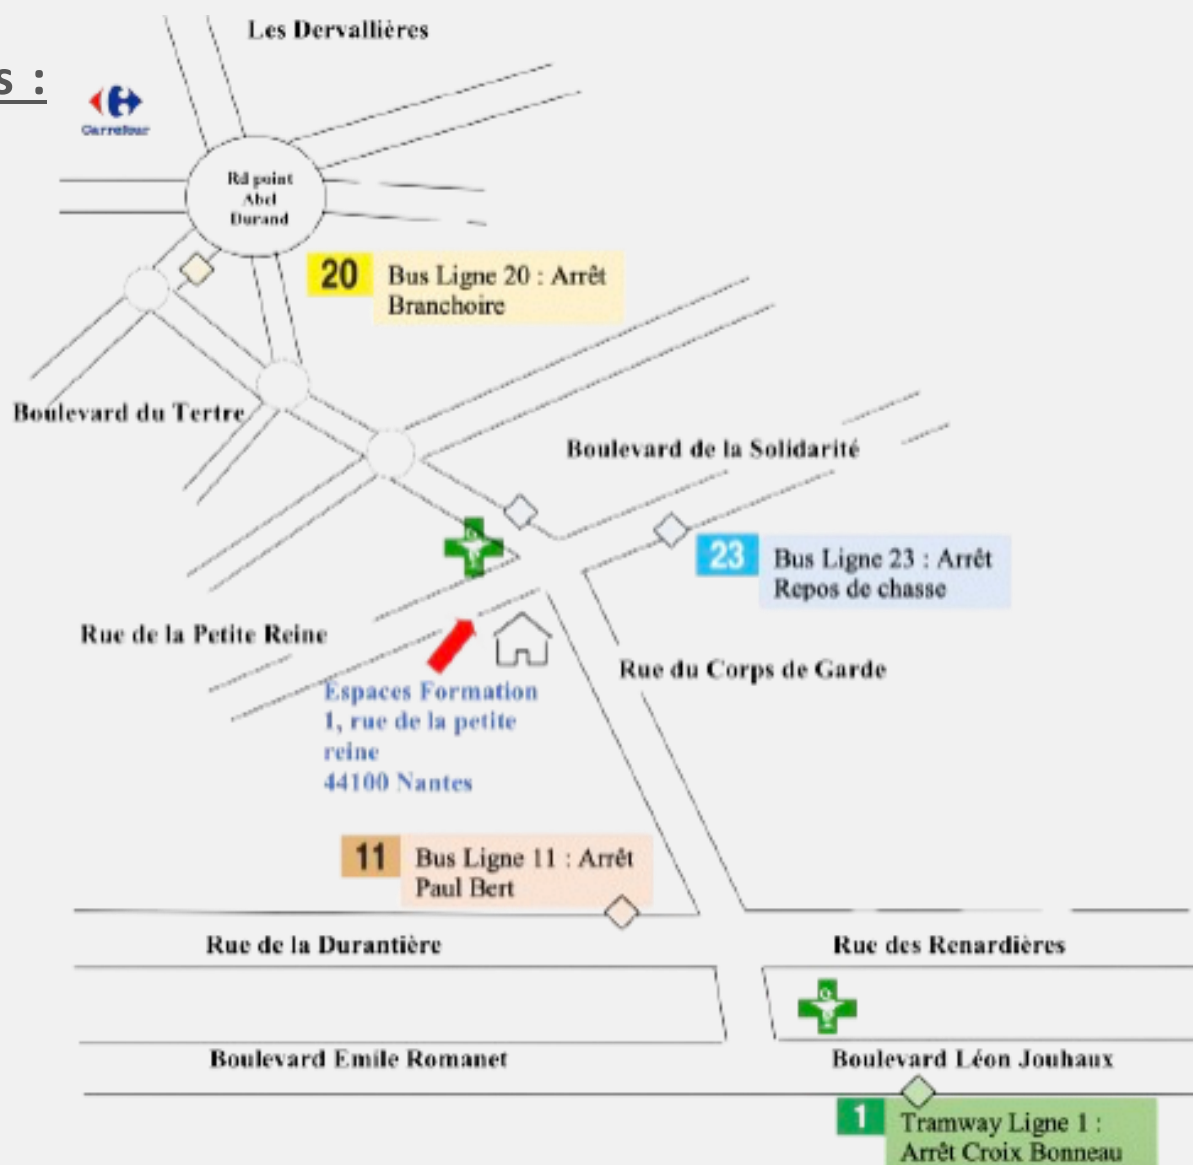 Les Dervallières
s :
Carrefour
Rd point
Abel
Durand
20
Bus Ligne 20 : Arrêt
Branchoire
Boulevard du Tertre
Boulevard de la Solidarité
23
Bus Ligne 23 : Arrêt
Repos de chasse
Rue de la Petite Reine
Rue du Corps de Garde
Espaces Formation
1, rue de la petite
reine
44100 Nantes
11
Bus Ligne 11 : Arrêt
Paul Bert
Rue de la Durantière
Rue des Renardières
Boulevard Emile Romanet
Boulevard Léon Jouhaux
1
Tramway Ligne 1 :
Arrêt Croix Bonneau